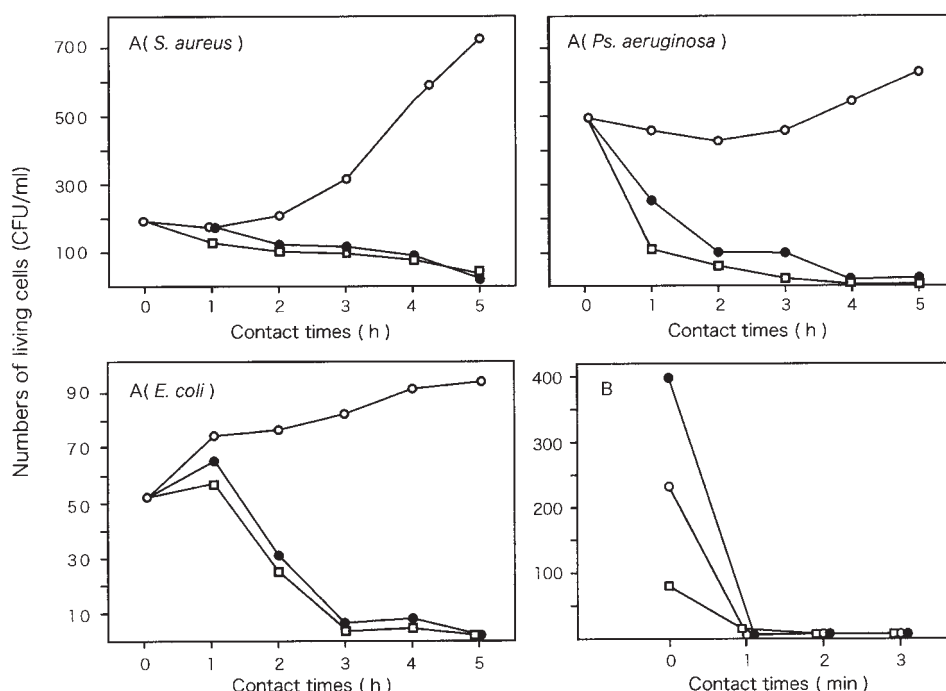 Numbers of living cells (CFU/ml)
A( S. aureus )
700
500
300
100
0 1 2 3 4 5
Contact times ( h )
A( Ps. aeruginosa )
0 1 2 3 4 5
Contact times ( h )
A( E. coli )
90
70
50
30
10
0 1 2 3 4 5
Contact times ( h )
B
400
300
200
100
0 1 2 3
Contact times ( min )